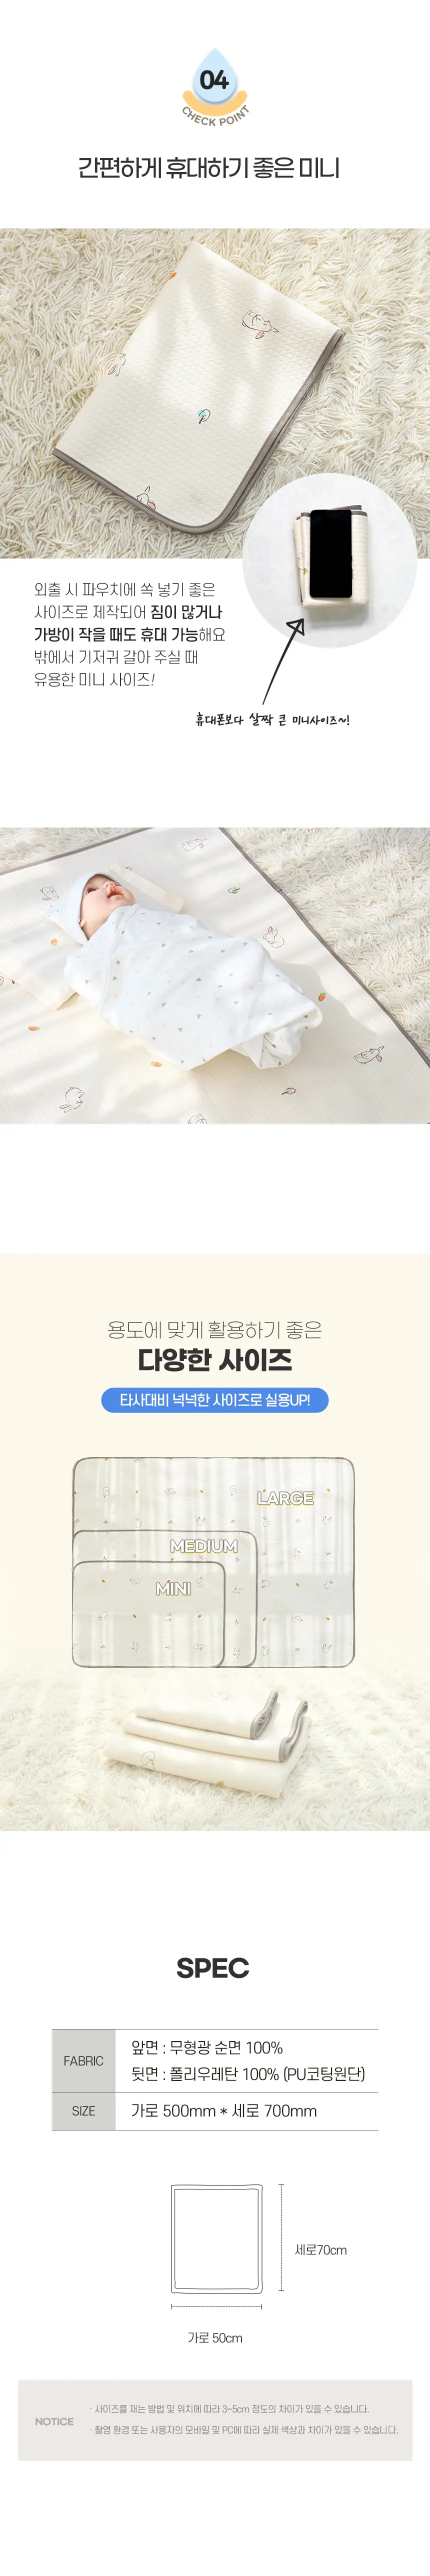 04
CHECK POINT
간편하게 휴대하기 좋은 미니
외출 시 파우치에 쏙 넣기 좋은
사이즈로 제작되어 짐이 많거나
가방이 작을 때도 휴대 가능해요
밖에서 기저귀 갈아 주실 때
유용한 미니 사이즈!
휴대폰보다 살짝 큰 미니사이즈~!
용도에 맞게 활용하기 좋은
다양한 사이즈
타사대비 넉넉한 사이즈로 실용UP!
LARGE
MEDIUM
MINI
SPEC
FABRIC
앞면 : 무형광 순면 100%
뒷면 : 폴리우레탄 100% (PU코팅원단)
SIZE
가로 500mm * 세로 700mm
세로70cm
가로 50cm
NOTICE
· 사이즈를 재는 방법 및 위치에 따라 3~5cm 정도의 차이가 있을 수 있습니다.
· 촬영 환경 또는 사용자의 모바일 및 PC에 따라 실제 색상과 차이가 있을 수 있습니다.